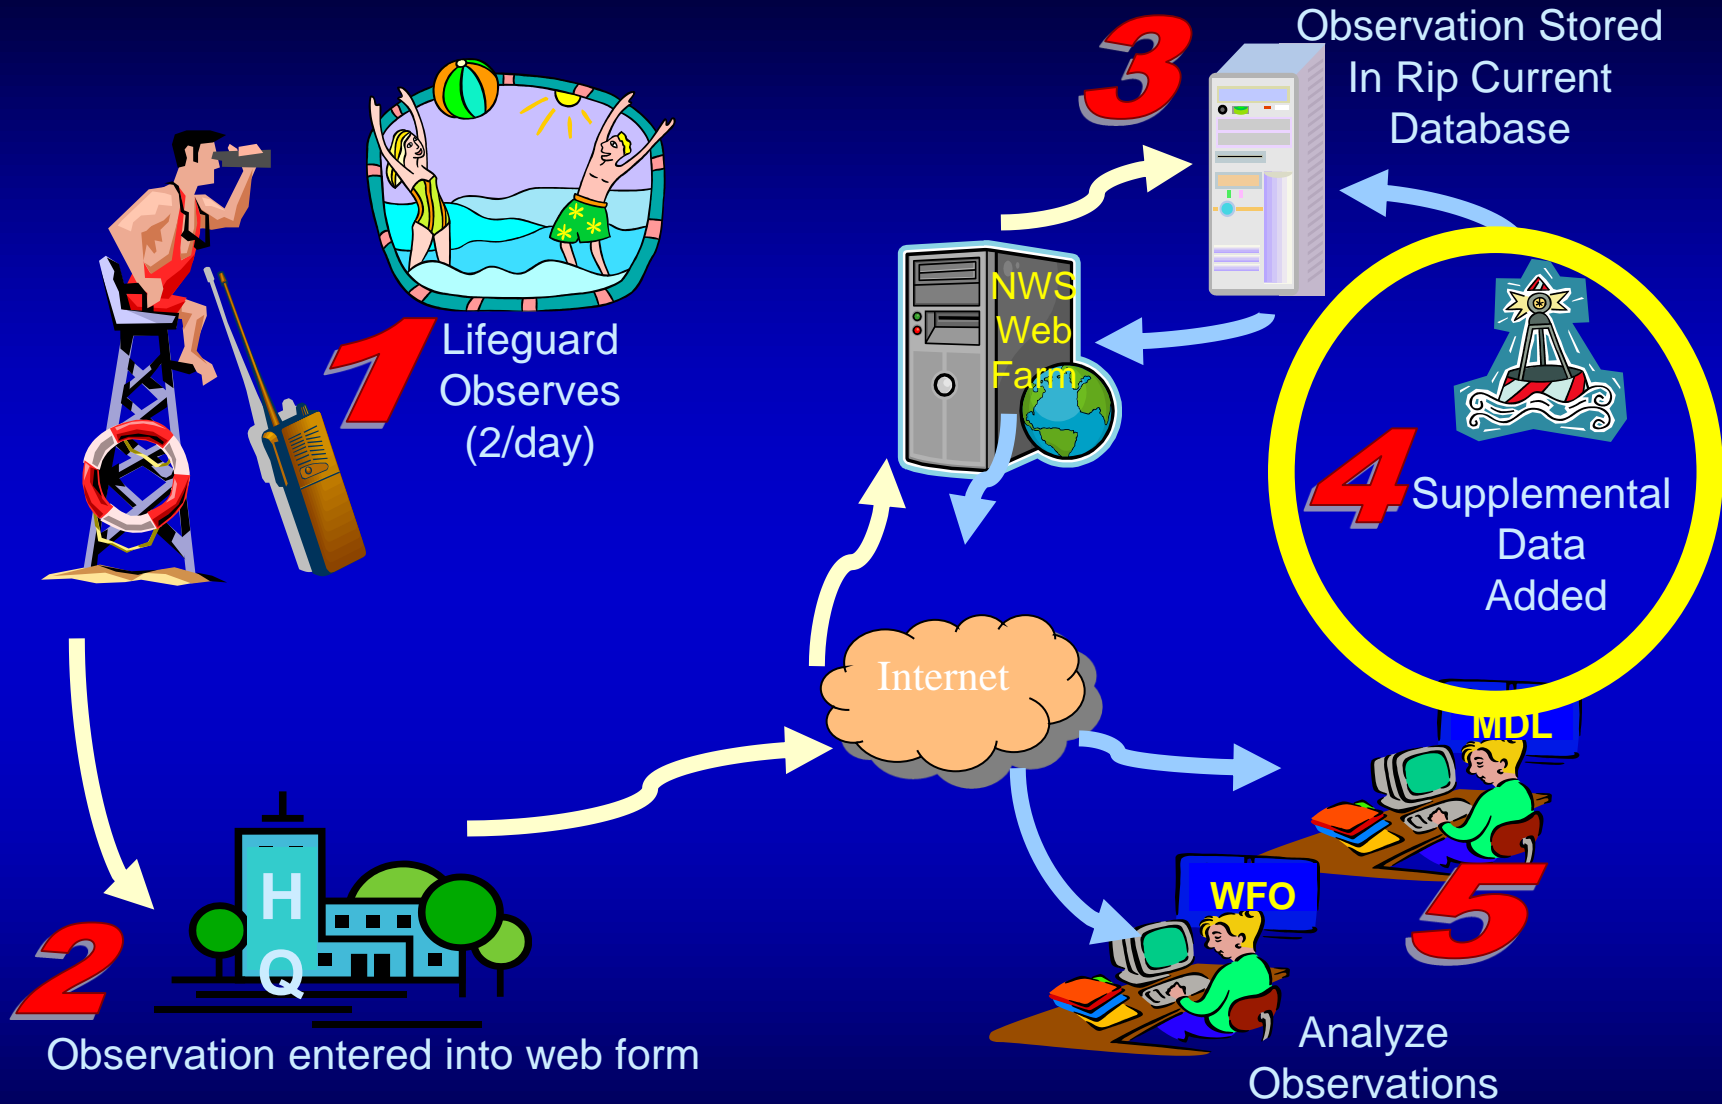 1
Lifeguard
Observes
(2/day)
2
H
Q
Observation entered into web form
3
Observation Stored
In Rip Current
Database
NWS
Web
Farm
Internet
4
Supplemental
Data
Added
MDL
WFO
5
Analyze
Observations